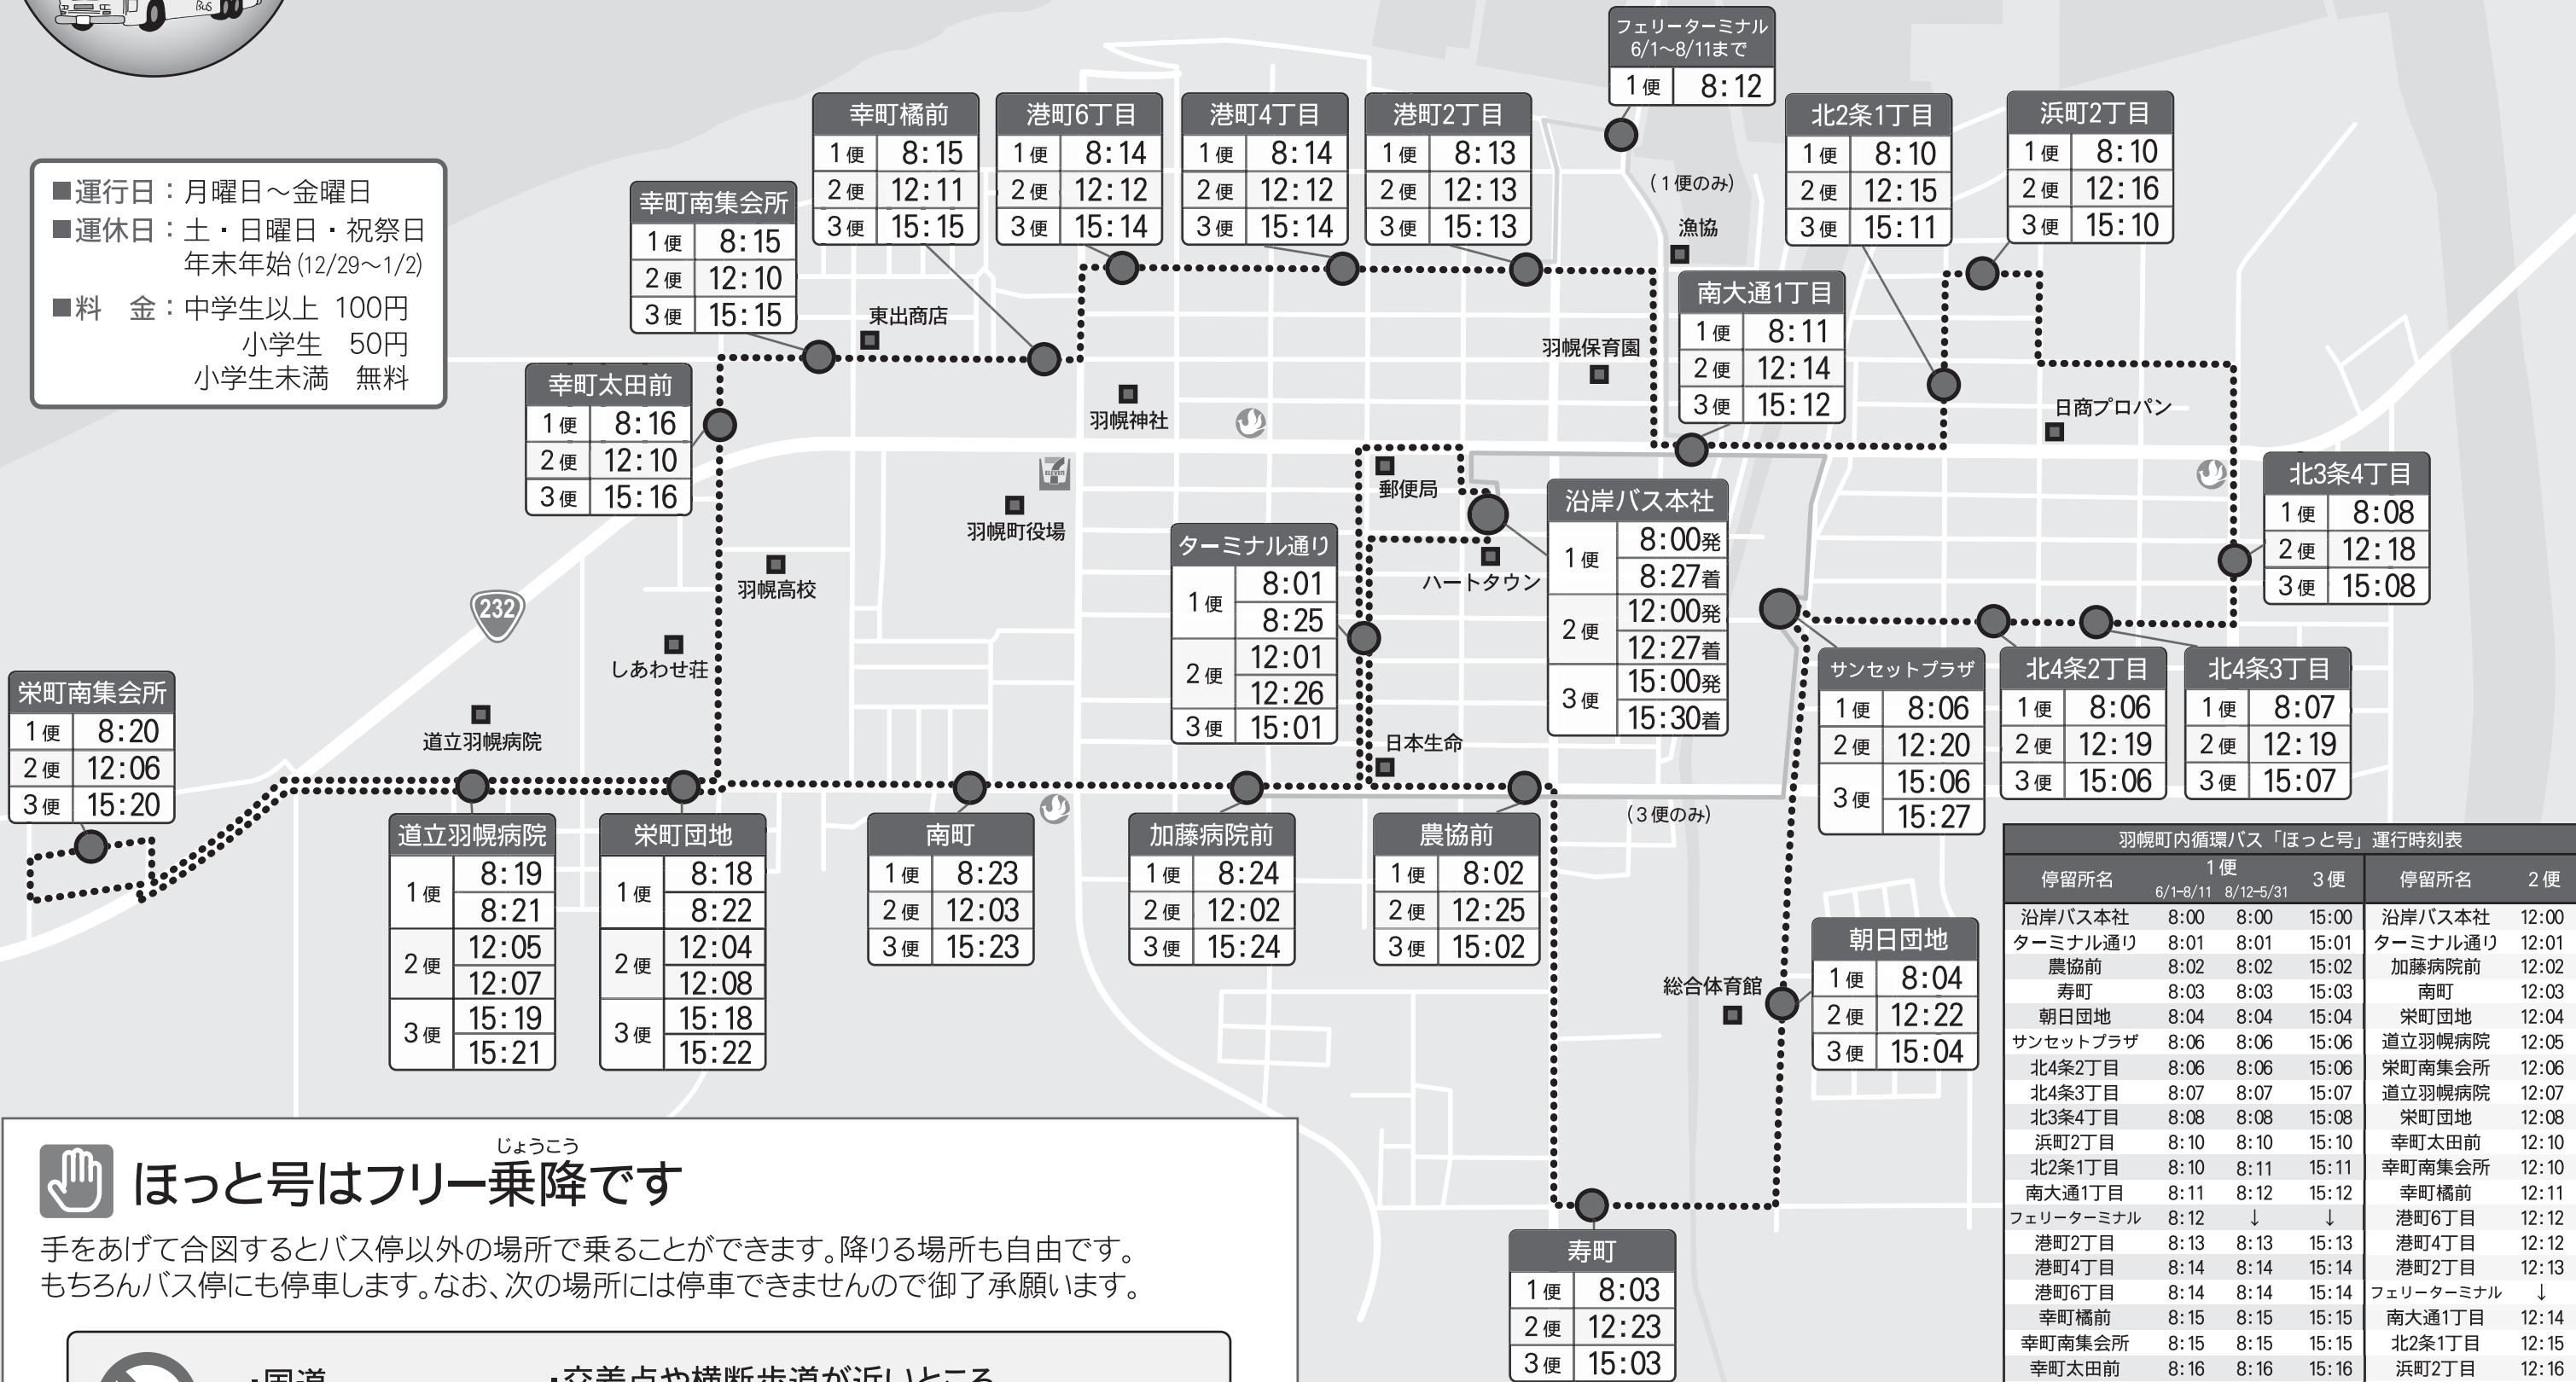 Bus
■運行日：月曜日～金曜日
■運休日：土・日曜日・祝祭日
年末年始(12/29～1/2)
■料　金：中学生以上 100円
小学生 50円
小学生未満 無料
フェリーターミナル
6/1～8/11まで
1便 8:12
(1便のみ)
漁協
幸町橘前
1便 8:15
2便 12:11
3便 15:15
港町6丁目
1便 8:14
2便 12:12
3便 15:14
港町4丁目
1便 8:14
2便 12:12
3便 15:14
港町2丁目
1便 8:13
2便 12:13
3便 15:13
北2条1丁目
1便 8:10
2便 12:15
3便 15:11
浜町2丁目
1便 8:10
2便 12:16
3便 15:10
幸町南集会所
1便 8:15
2便 12:10
3便 15:15
東出商店
南大通1丁目
1便 8:11
2便 12:14
3便 15:12
羽幌保育園
幸町太田前
1便 8:16
2便 12:10
3便 15:16
羽幌神社
日商プロパン
7
ELEVEN
羽幌町役場
郵便局
北3条4丁目
1便 8:08
2便 12:18
3便 15:08
沿岸バス本社
1便 8:00発
8:27着
2便 12:00発
12:27着
3便 15:00発
15:30着
ターミナル通り
1便 8:01
8:25
2便 12:01
12:26
3便 15:01
ハートタウン
羽幌高校
232
しあわせ荘
日本生命
栄町南集会所
1便 8:20
2便 12:06
3便 15:20
道立羽幌病院
サンセットプラザ
1便 8:06
2便 12:20
3便 15:06
15:27
北4条2丁目
1便 8:06
2便 12:19
3便 15:06
北4条3丁目
1便 8:07
2便 12:19
3便 15:07
(3便のみ)
道立羽幌病院
1便 8:19
8:21
2便 12:05
12:07
3便 15:19
15:21
栄町団地
1便 8:18
8:22
2便 12:04
12:08
3便 15:18
15:22
南町
1便 8:23
2便 12:03
3便 15:23
加藤病院前
1便 8:24
2便 12:02
3便 15:24
農協前
1便 8:02
2便 12:25
3便 15:02
朝日団地
1便 8:04
2便 12:22
3便 15:04
総合体育館
寿町
1便 8:03
2便 12:23
3便 15:03
羽幌町内循環バス「ほっと号」運行時刻表
停留所名 1便 3便 停留所名 2便
6/1-8/11 8/12-5/31
沿岸バス本社 8:00 8:00 15:00 沿岸バス本社 12:00
ターミナル通り 8:01 8:01 15:01 ターミナル通り 12:01
農協前 8:02 8:02 15:02 加藤病院前 12:02
寿町 8:03 8:03 15:03 南町 12:03
朝日団地 8:04 8:04 15:04 栄町団地 12:04
サンセットプラザ 8:06 8:06 15:06 道立羽幌病院 12:05
北4条2丁目 8:06 8:06 15:06 栄町南集会所 12:06
北4条3丁目 8:07 8:07 15:07 道立羽幌病院 12:07
北3条4丁目 8:08 8:08 15:08 栄町団地 12:08
浜町2丁目 8:10 8:10 15:10 幸町太田前 12:10
北2条1丁目 8:10 8:11 15:11 幸町南集会所 12:10
南大通1丁目 8:11 8:12 15:12 幸町橘前 12:11
フェリーターミナル 8:12 ↓ ↓ 港町6丁目 12:12
港町2丁目 8:13 8:13 15:13 港町4丁目 12:12
港町4丁目 8:14 8:14 15:14 港町2丁目 12:13
港町6丁目 8:14 8:14 15:14 フェリーターミナル ↓
幸町橘前 8:15 8:15 15:15 南大通1丁目 12:14
幸町南集会所 8:15 8:15 15:15 北2条1丁目 12:15
幸町太田前 8:16 8:16 15:16 浜町2丁目 12:16
じょうこう
ほっと号はフリー乗降です
手をあげて合図するとバス停以外の場所で乗ることができます。降りる場所も自由です。
もちろんバス停にも停車します。なお、次の場所には停車できませんので御了承願います。
・国道 ・交差点や横断歩道が近いところ